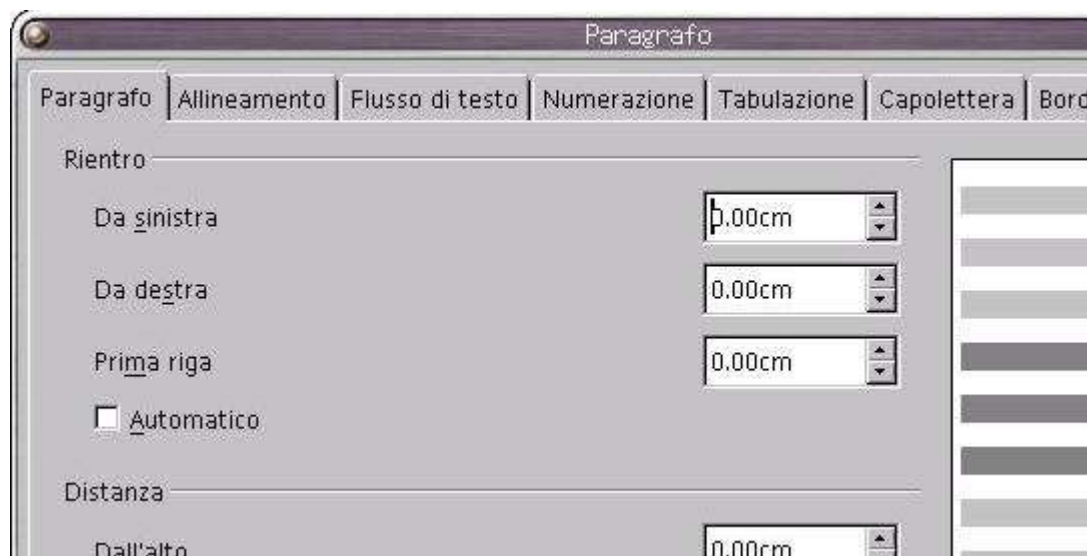 Paragrafo
Paragrafo Allineamento Flusso di testo Numerazione Tabulazione Capolettera Bord
Rientro
Da sinistra 0.00cm
Da destra 0.00cm
Prima riga 0.00cm
Automatico
Distanza
Dall'alto 0.00cm